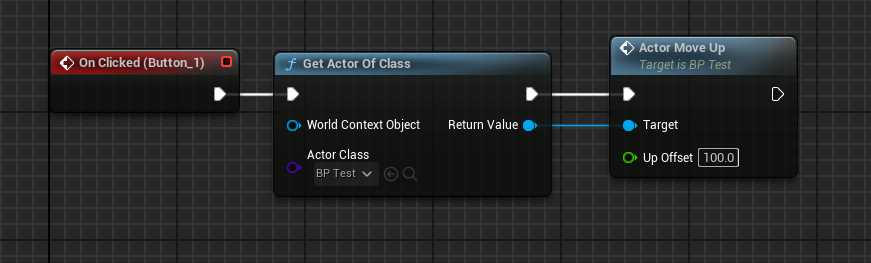 On Clicked (Button_1)
f Get Actor Of Class
World Context Object
Return Value
Actor Class
BP Test
Actor Move Up
Target is BP Test
Target
Up Offset 100.0